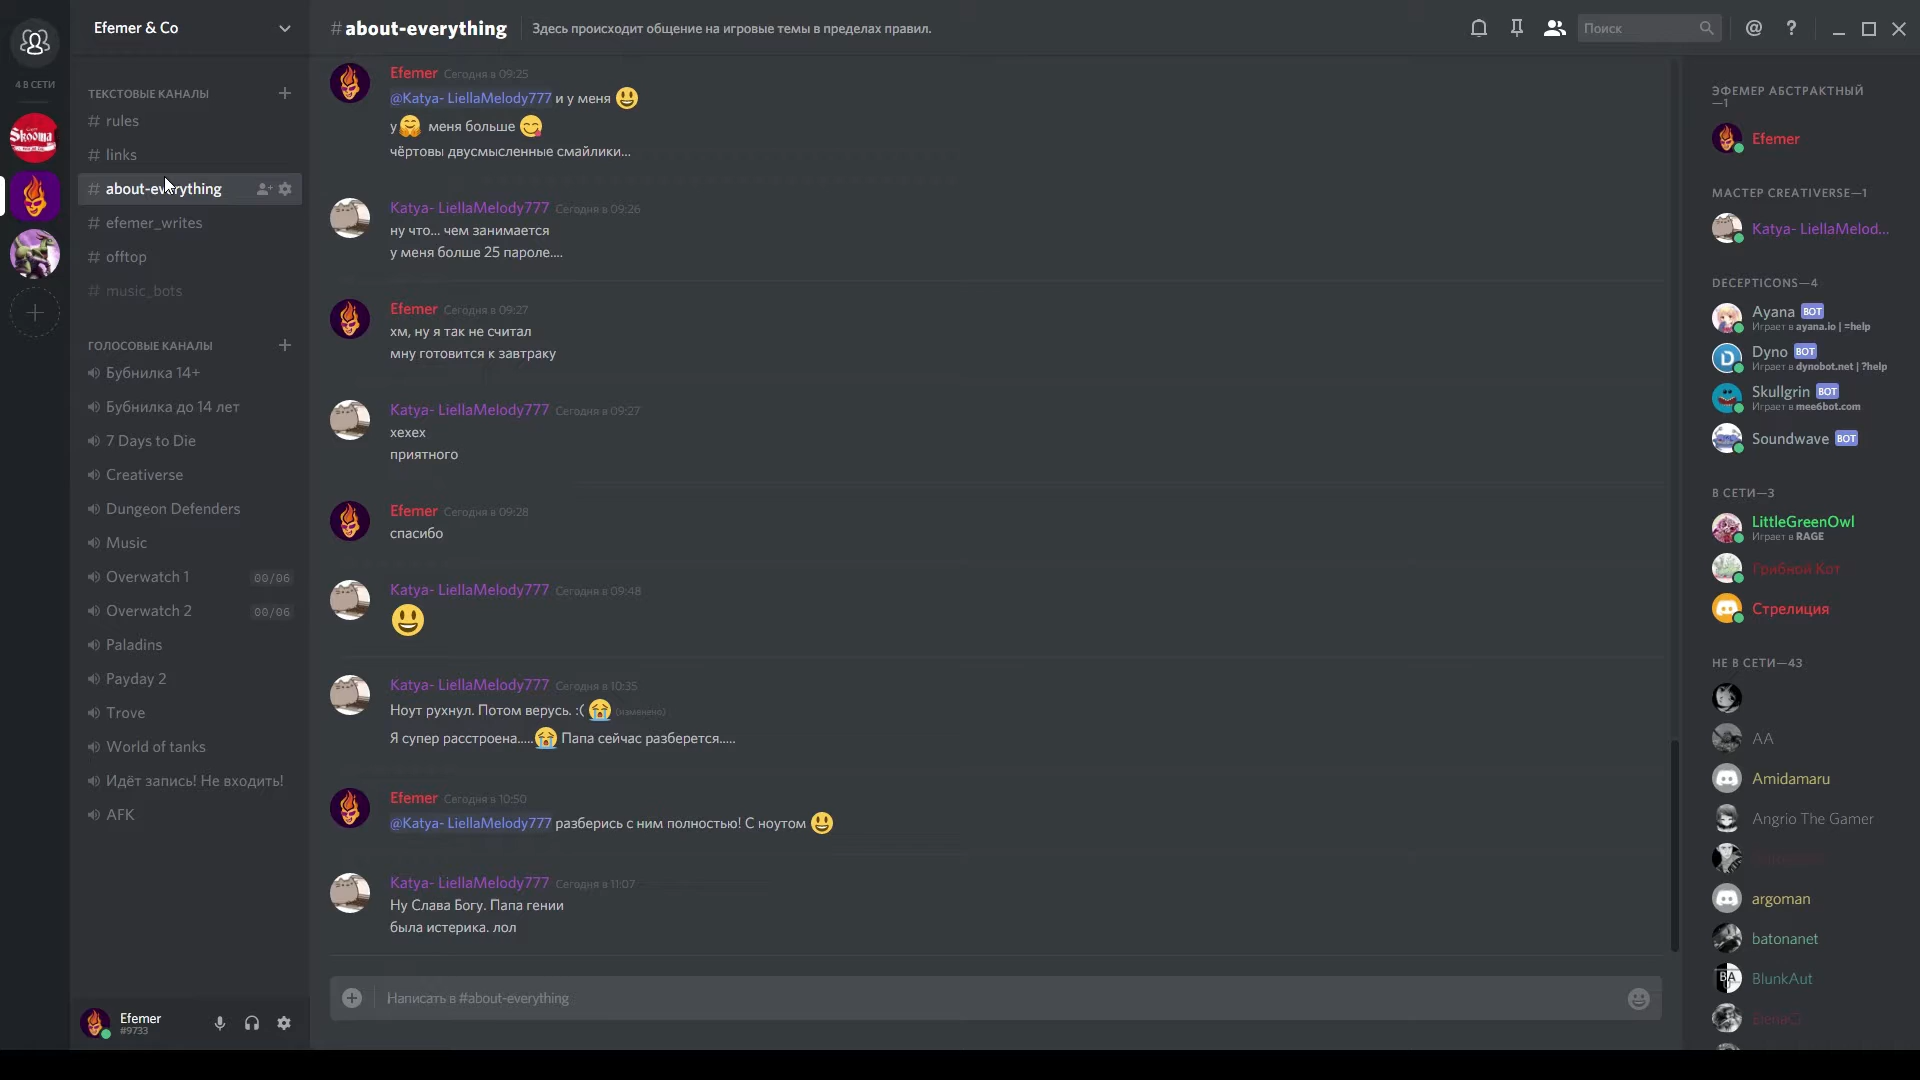 Efemer & Co
#about-everything
Здесь происходит общение на игровые темы в пределах правил.
Поиск
4 В СЕТИ
Skooma
ТЕКСТОВЫЕ КАНАЛЫ
# rules
# links
# about-everything
# efemer_writes
# offtop
# music_bots
ГОЛОСОВЫЕ КАНАЛЫ
Бубнилка 14+
Бубнилка до 14 лет
7 Days to Die
Creativerse
Dungeon Defenders
Music
Overwatch 1 00/06
Overwatch 2 00/06
Paladins
Payday 2
Trove
World of tanks
Идёт запись! Не входить!
AFK
Efemer
#9733
Efemer Сегодня в 09:25
@Katya- LiellaMelody777 и у меня 😃
у🤗 меня больше 😋
чёртовы двусмысленные смайлики...
Katya- LiellaMelody777 Сегодня в 09:26
ну что... чем занимается
у меня болше 25 пароле....
Efemer Сегодня в 09:27
хм, ну я так не считал
мну готовится к завтраку
Katya- LiellaMelody777 Сегодня в 09:27
хехех
приятного
Efemer Сегодня в 09:28
спасибо
Katya- LiellaMelody777 Сегодня в 09:48
😃
Katya- LiellaMelody777 Сегодня в 10:35
Ноут рухнул. Потом верусь. :( 😭 (изменено)
Я супер расстроена.....😭 Папа сейчас разберется.....
Efemer Сегодня в 10:50
@Katya- LiellaMelody777 разберись с ним полностью! С ноутом 😃
Katya- LiellaMelody777 Сегодня в 11:07
Ну Слава Богу. Папа гении
была истерика. лол
Написать в #about-everything
ЭФЕМЕР АБСТРАКТНЫЙ
—1
Efemer
МАСТЕР CREATIVERSE—1
Katya- LiellaMelod...
DECEPTICONS—4
Ayana BOT
Играет в ayana.io | =help
Dyno BOT
Играет в dynobot.net | ?help
Skullgrin BOT
Играет в mee6bot.com
Soundwave BOT
В СЕТИ—3
LittleGreenOwl
Играет в RAGE
Грибной Кот
Стрелиция
НЕ В СЕТИ—43
AA
Amidamaru
Angrio The Gamer
argoman
batonanet
BlunkAut